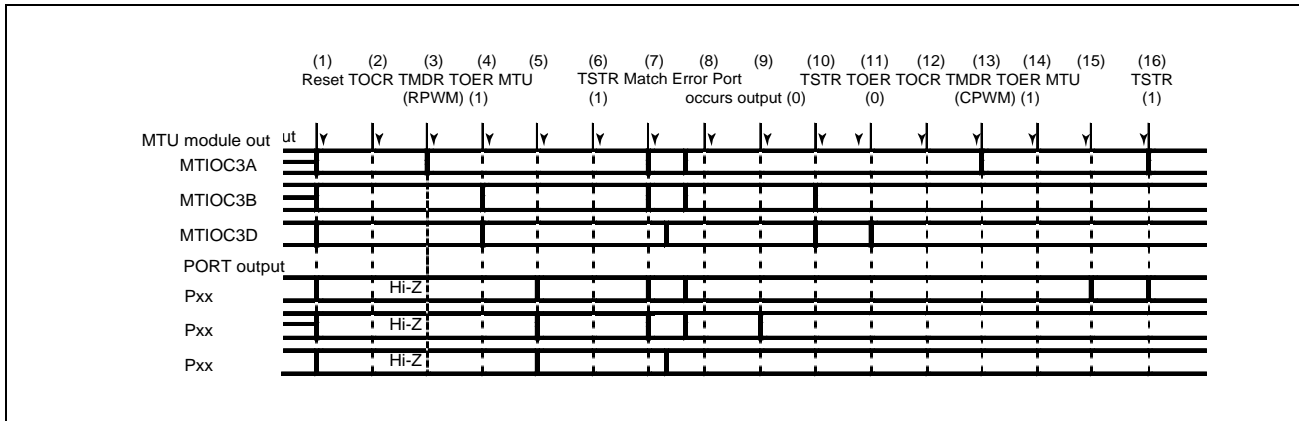 (1) (2) (3) (4) (5) (6) (7) (8) (9) (10) (11) (12) (13) (14) (15) (16)
Reset TOCR TMDR TOER MTU TSTR Match Error Port TSTR TOER TOCR TMDR TOER MTU TSTR
(RPWM) (1) (1) occurs output (0) (0) (CPWM) (1) (1)
MTU module out ut
MTIOC3A
MTIOC3B
MTIOC3D
PORT output
Pxx Hi-Z
Pxx Hi-Z
Pxx Hi-Z